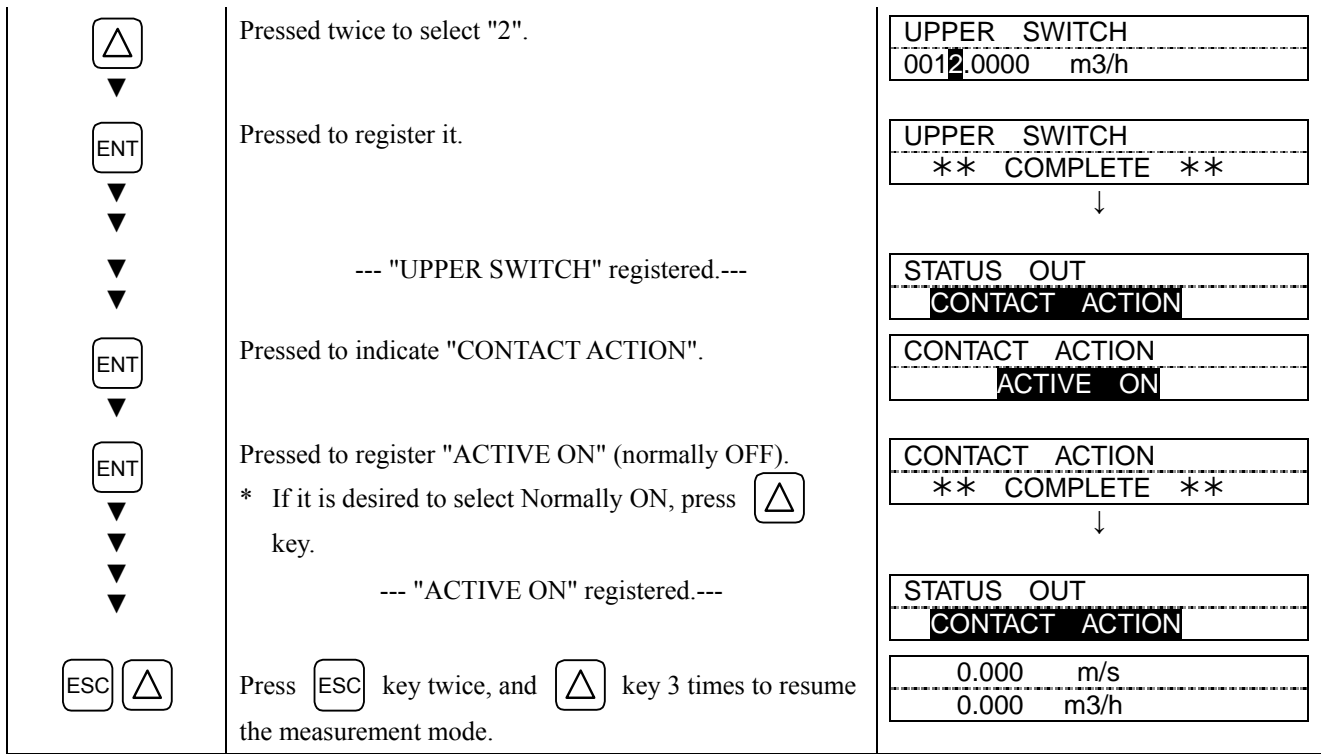 △
▼
Pressed twice to select "2".
UPPER SWITCH
0012.0000 m3/h
ENT
▼
▼
▼
▼
Pressed to register it.
--- "UPPER SWITCH" registered.---
UPPER SWITCH
** COMPLETE **
↓
STATUS OUT
CONTACT ACTION
ENT
▼
Pressed to indicate "CONTACT ACTION".
CONTACT ACTION
ACTIVE ON
ENT
▼
▼
▼
▼
Pressed to register "ACTIVE ON" (normally OFF).
* If it is desired to select Normally ON, press △
key.
--- "ACTIVE ON" registered.---
CONTACT ACTION
** COMPLETE **
↓
STATUS OUT
CONTACT ACTION
ESC △
Press ESC key twice, and △ key 3 times to resume
the measurement mode.
0.000 m/s
0.000 m3/h